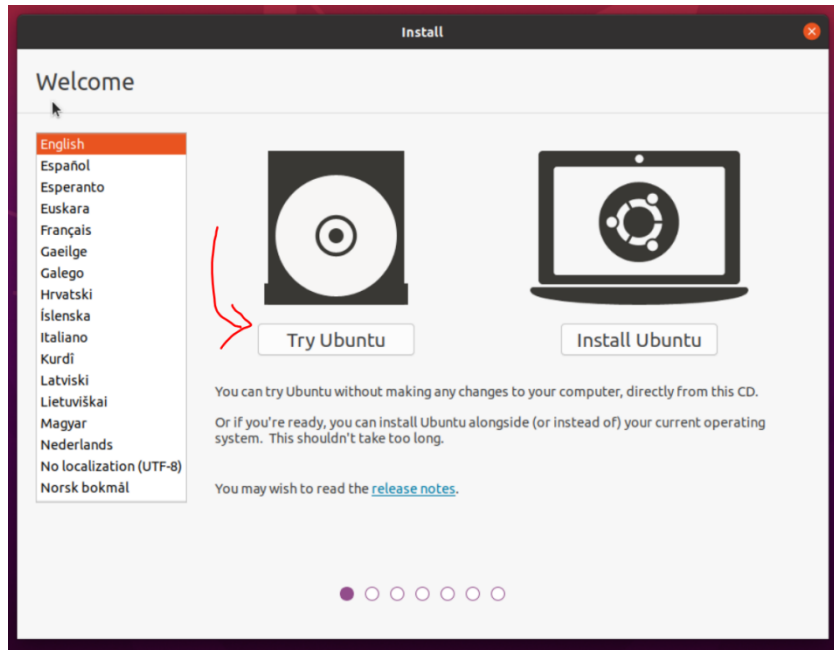 Install
Welcome
English
Español
Esperanto
Euskara
Français
Gaeilge
Galego
Hrvatski
Íslenska
Italiano
Kurdî
Latviski
Lietuviškai
Magyar
Nederlands
No localization (UTF-8)
Norsk bokmål
Try Ubuntu
Install Ubuntu
You can try Ubuntu without making any changes to your computer, directly from this CD.
Or if you're ready, you can install Ubuntu alongside (or instead of) your current operating
system. This shouldn't take too long.
You may wish to read the release notes.